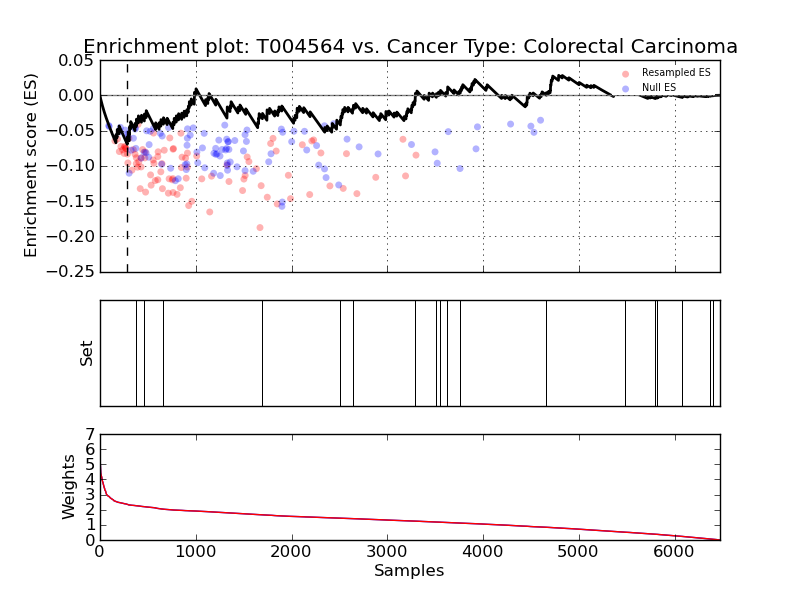 Enrichment plot: T004564 vs. Cancer Type: Colorectal Carcinoma
Enrichment score (ES)
0.05
0.00
−0.05
−0.10
−0.15
−0.20
−0.25
Resampled ES
Null ES
Set
Weights
7
6
5
4
3
2
1
0
0 1000 2000 3000 4000 5000 6000
Samples